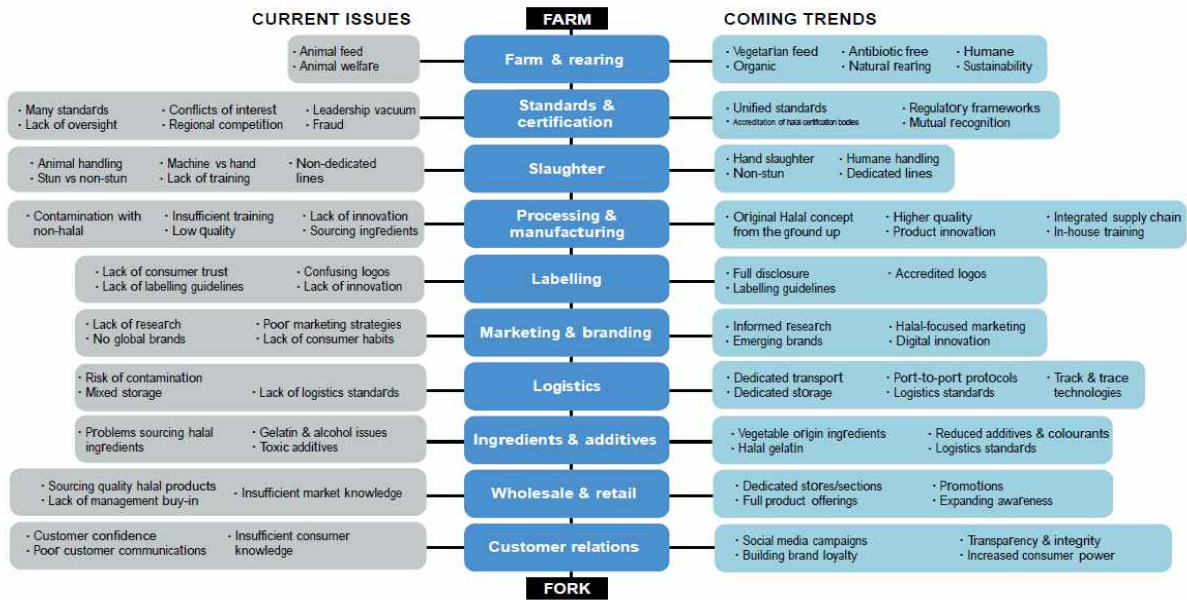 CURRENT ISSUES
FARM
COMING TRENDS
· Animal feed
· Animal welfare
Farm & rearing
· Vegetarian feed
· Organic
· Antibiotic free
· Natural rearing
· Humane
· Sustainability
· Many standards
· Lack of oversight
· Conflicts of interest
· Regional competition
· Leadership vacuum
· Fraud
Standards &
certification
· Unified standards
· Accreditation of halal certification bodies
· Regulatory frameworks
· Mutual recognition
· Animal handling
· Stun vs non-stun
· Machine vs hand
· Lack of training
· Non-dedicated
lines
Slaughter
· Hand slaughter
· Non-stun
· Humane handling
· Dedicated lines
· Contamination with
non-halal
· Insufficient training
· Low quality
· Lack of innovation
· Sourcing ingredients
Processing &
manufacturing
· Original Halal concept
from the ground up
· Higher quality
· Product innovation
· Integrated supply chain
· In-house training
· Lack of consumer trust
· Lack of labelling guidelines
· Confusing logos
· Lack of innovation
Labelling
· Full disclosure
· Labelling guidelines
· Accredited logos
· Lack of research
· No global brands
· Poor marketing strategies
· Lack of consumer habits
Marketing & branding
· Informed research
· Emerging brands
· Halal-focused marketing
· Digital innovation
· Risk of contamination
· Mixed storage
· Lack of logistics standards
Logistics
· Dedicated transport
· Dedicated storage
· Port-to-port protocols
· Logistics standards
· Track & trace
technologies
· Problems sourcing halal
ingredients
· Gelatin & alcohol issues
· Toxic additives
Ingredients & additives
· Vegetable origin ingredients
· Halal gelatin
· Reduced additives & colourants
· Logistics standards
· Sourcing quality halal products
· Lack of management buy-in
· Insufficient market knowledge
Wholesale & retail
· Dedicated stores/sections
· Full product offerings
· Promotions
· Expanding awareness
· Customer confidence
· Poor customer communications
· Insufficient consumer
knowledge
Customer relations
· Social media campaigns
· Building brand loyalty
· Transparency & integrity
· Increased consumer power
FORK